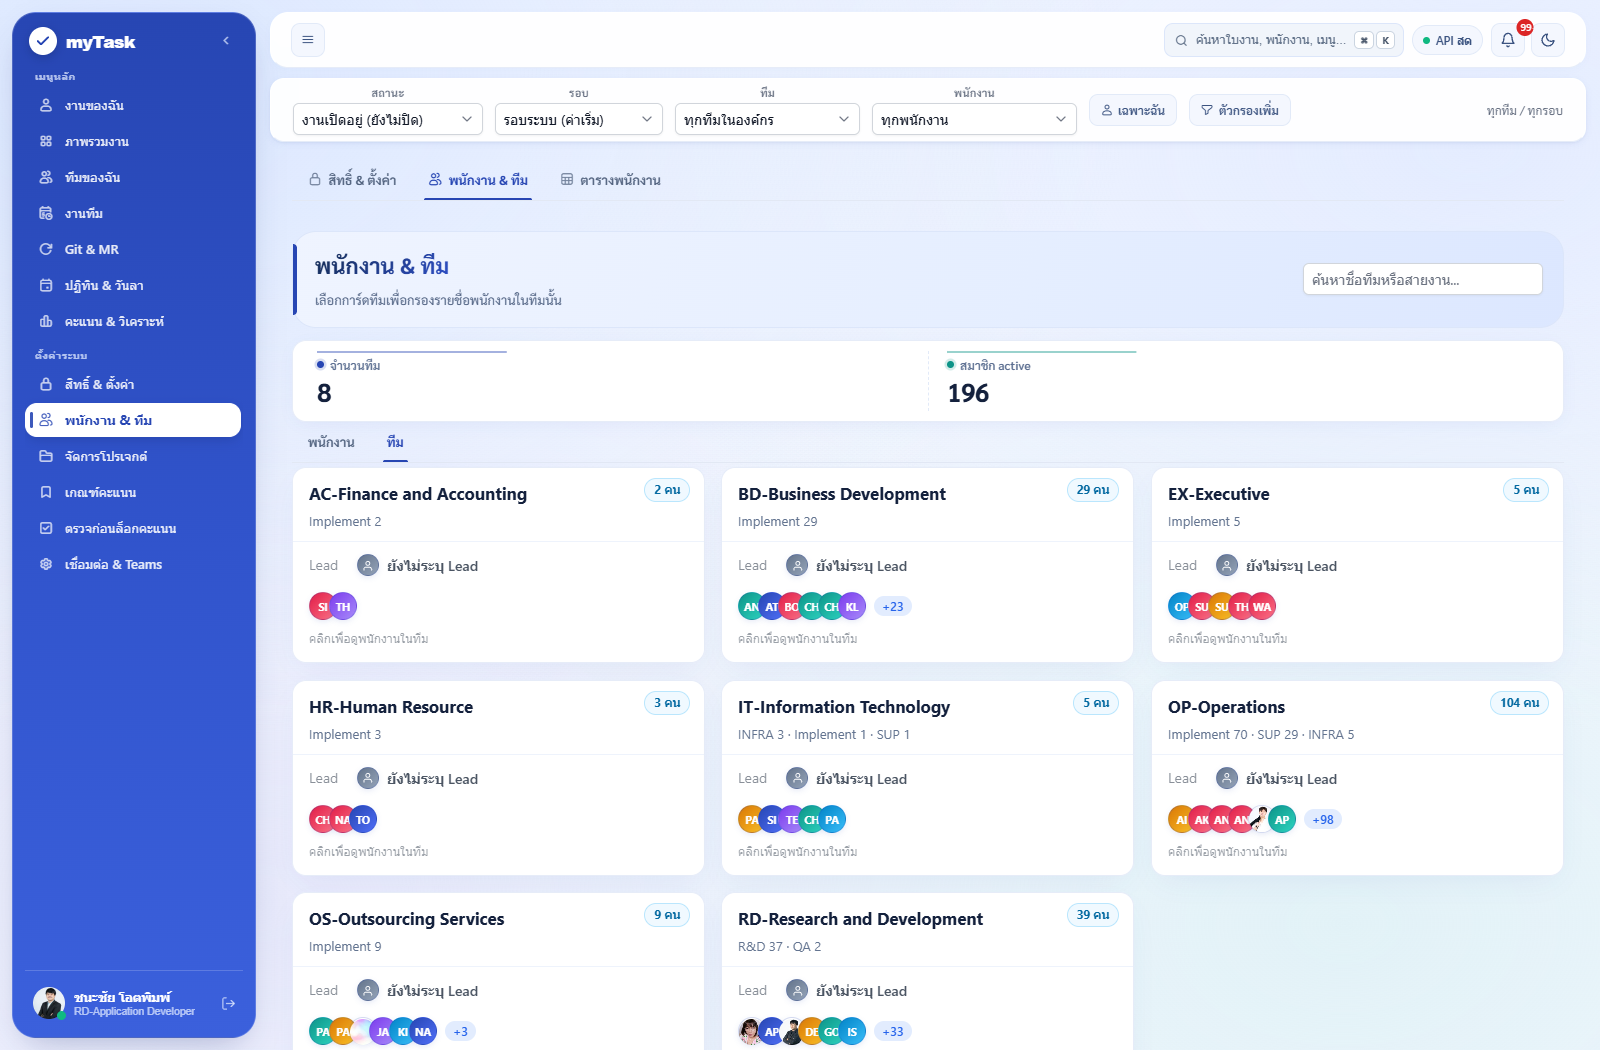 myTask
เมนูหลัก
งานของฉัน
ภาพรวมงาน
ทีมของฉัน
งานทีม
Git & MR
ปฏิทิน & วันลา
คะแนน & วิเคราะห์
ตั้งค่าระบบ
สิทธิ์ & ตั้งค่า
พนักงาน & ทีม
จัดการโปรเจกต์
เกณฑ์คะแนน
ตรวจก่อนล็อกคะแนน
เชื่อมต่อ & Teams
ชนะชัย โอตพิมพ์
RD-Application Developer
ค้นหาใบงาน, พนักงาน, เมนู... ⌘ K
API สด
99
สถานะ
งานเปิดอยู่ (ยังไม่ปิด)
รอบ
รอบระบบ (ค่าเริ่ม)
ทีม
ทุกทีมในองค์กร
พนักงาน
ทุกพนักงาน
เฉพาะฉัน
ตัวกรองเพิ่ม
ทุกทีม / ทุกรอบ
สิทธิ์ & ตั้งค่า
พนักงาน & ทีม
ตารางพนักงาน
พนักงาน & ทีม
เลือกการ์ดทีมเพื่อกรองรายชื่อพนักงานในทีมนั้น
ค้นหาชื่อทีมหรือสายงาน...
จำนวนทีม
8
สมาชิก active
196
พนักงาน
ทีม
AC-Finance and Accounting
2 คน
Implement 2
Lead ยังไม่ระบุ Lead
SI TH
คลิกเพื่อดูพนักงานในทีม
BD-Business Development
29 คน
Implement 29
Lead ยังไม่ระบุ Lead
AN AT BO CH CH KL +23
คลิกเพื่อดูพนักงานในทีม
EX-Executive
5 คน
Implement 5
Lead ยังไม่ระบุ Lead
OP SU SU TH WA
คลิกเพื่อดูพนักงานในทีม
HR-Human Resource
3 คน
Implement 3
Lead ยังไม่ระบุ Lead
CH NA TO
คลิกเพื่อดูพนักงานในทีม
IT-Information Technology
5 คน
INFRA 3 · Implement 1 · SUP 1
Lead ยังไม่ระบุ Lead
PA SI TE CH PA
คลิกเพื่อดูพนักงานในทีม
OP-Operations
104 คน
Implement 70 · SUP 29 · INFRA 5
Lead ยังไม่ระบุ Lead
AI AK AN AN AP +98
คลิกเพื่อดูพนักงานในทีม
OS-Outsourcing Services
9 คน
Implement 9
Lead ยังไม่ระบุ Lead
PA PA JA KI NA +3
RD-Research and Development
39 คน
R&D 37 · QA 2
Lead ยังไม่ระบุ Lead
AP DE GO IS +33